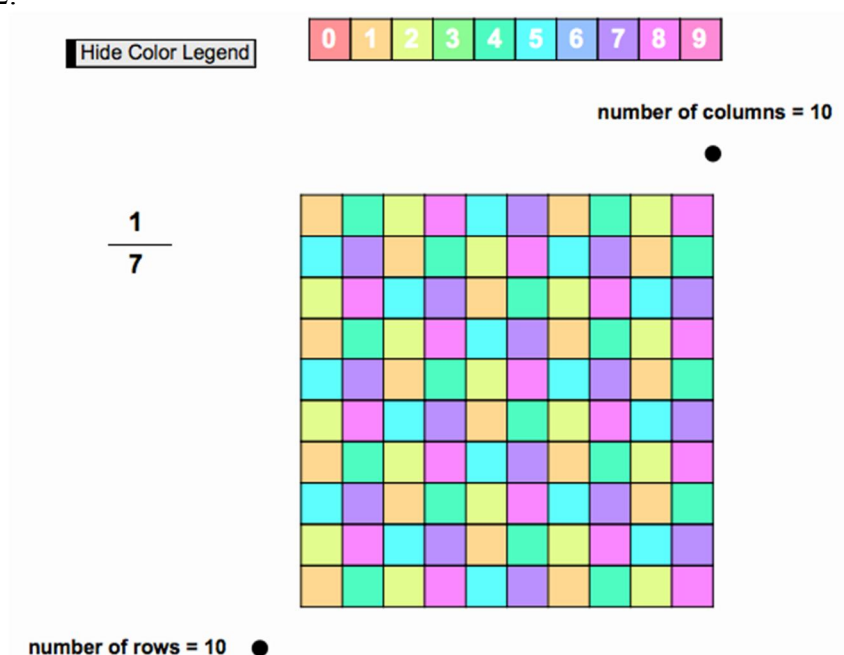 2.
Hide Color Legend
0 1 2 3 4 5 6 7 8 9
number of columns = 10
1
7
number of rows = 10